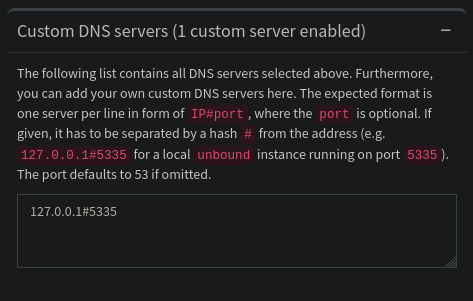 Custom DNS servers (1 custom server enabled)
The following list contains all DNS servers selected above. Furthermore,
you can add your own custom DNS servers here. The expected format is
one server per line in form of IP#port , where the port is optional. If
given, it has to be separated by a hash # from the address (e.g.
127.0.0.1#5335 for a local unbound instance running on port 5335 ).
The port defaults to 53 if omitted.
127.0.0.1#5335